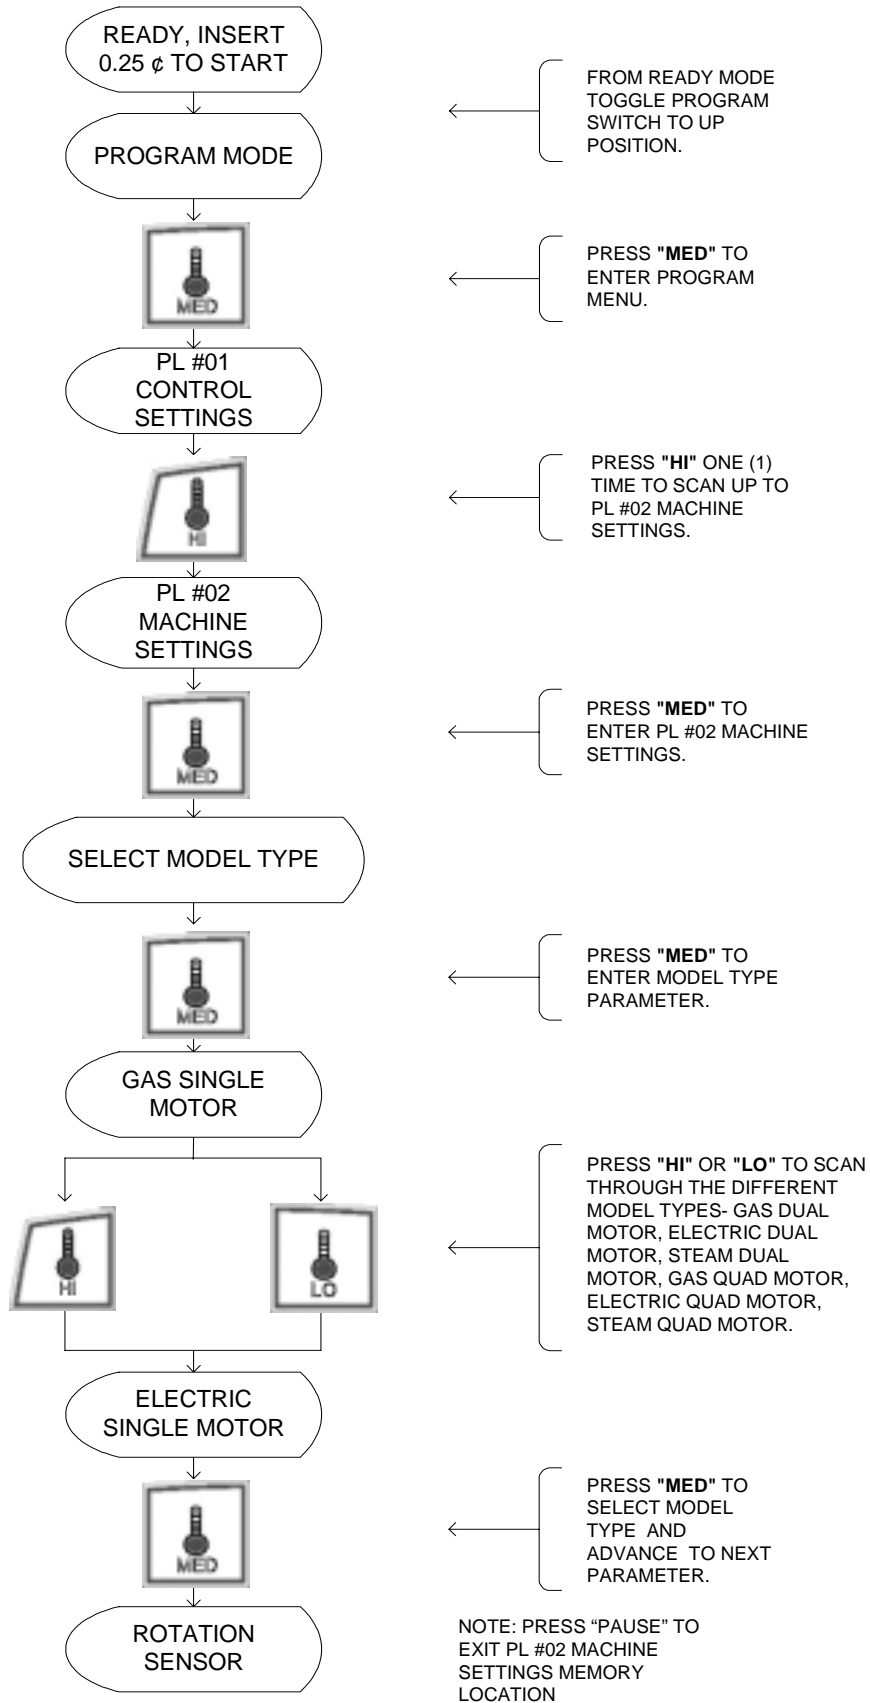 READY, INSERT
0.25 ¢ TO START
FROM READY MODE
TOGGLE PROGRAM
SWITCH TO UP
POSITION.
PROGRAM MODE
MED
PRESS "MED" TO
ENTER PROGRAM
MENU.
PL #01
CONTROL
SETTINGS
HI
PRESS "HI" ONE (1)
TIME TO SCAN UP TO
PL #02 MACHINE
SETTINGS.
PL #02
MACHINE
SETTINGS
MED
PRESS "MED" TO
ENTER PL #02 MACHINE
SETTINGS.
SELECT MODEL TYPE
MED
PRESS "MED" TO
ENTER MODEL TYPE
PARAMETER.
GAS SINGLE
MOTOR
HI
LO
PRESS "HI" OR "LO" TO SCAN
THROUGH THE DIFFERENT
MODEL TYPES- GAS DUAL
MOTOR, ELECTRIC DUAL
MOTOR, STEAM DUAL
MOTOR, GAS QUAD MOTOR,
ELECTRIC QUAD MOTOR,
STEAM QUAD MOTOR.
ELECTRIC
SINGLE MOTOR
MED
PRESS "MED" TO
SELECT MODEL
TYPE AND
ADVANCE TO NEXT
PARAMETER.
ROTATION
SENSOR
NOTE: PRESS “PAUSE” TO
EXIT PL #02 MACHINE
SETTINGS MEMORY
LOCATION